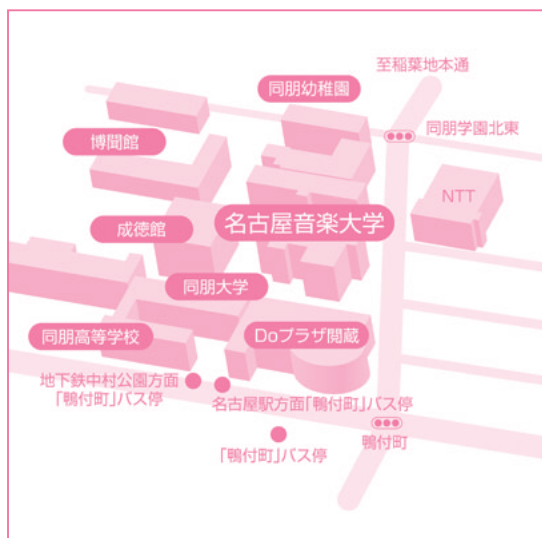 至稲葉地本通
同朋幼稚園
同朋学園北東
博聞館
NTT
名古屋音楽大学
成徳館
同朋大学
同朋高等学校
Doプラザ閲蔵
地下鉄中村公園方面
「鴨付町」バス停
名古屋駅方面「鴨付町」バス停
鴨付町
「鴨付町」バス停